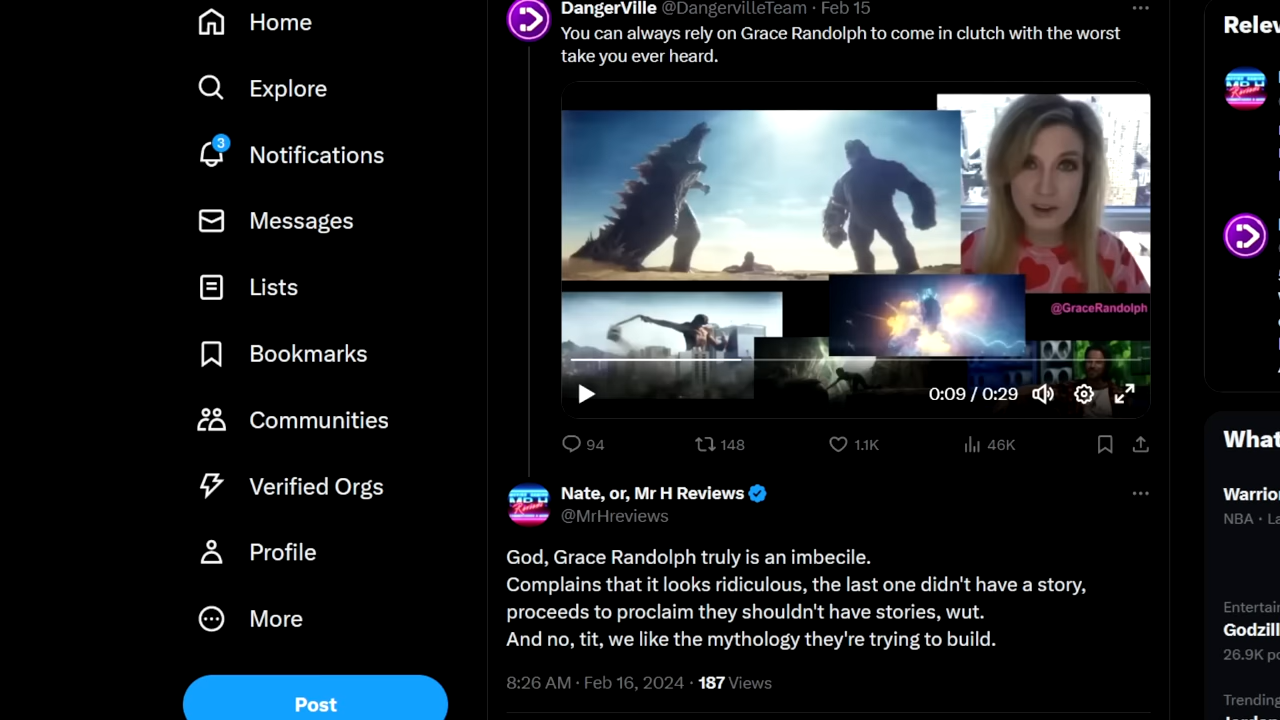 Home
Explore
3
Notifications
Messages
Lists
Bookmarks
Communities
Verified Orgs
Profile
More
Post
DangerVille @DangervilleTeam · Feb 15
You can always rely on Grace Randolph to come in clutch with the worst
take you ever heard.
@GraceRandolph
0:09 / 0:29
94 148 1.1K 46K
Nate, or, Mr H Reviews
@MrHreviews
God, Grace Randolph truly is an imbecile.
Complains that it looks ridiculous, the last one didn't have a story,
proceeds to proclaim they shouldn't have stories, wut.
And no, tit, we like the mythology they're trying to build.
8:26 AM · Feb 16, 2024 · 187 Views
What
NBA ·
Godzill
26.9K
Trending